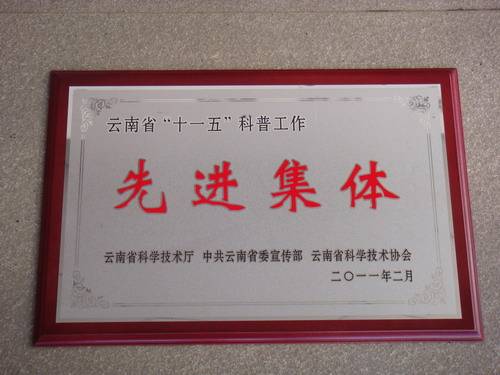 云南省“十一五”科普工作
先进集体
云南省科学技术厅 中共云南省委宣传部 云南省科学技术协会
二〇一一年二月